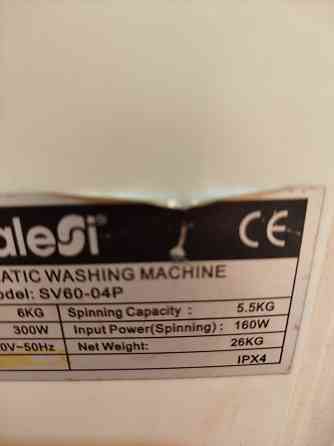 aleSi CE
ATIC WASHING MACHINE
odel: SV60-04P
6KG Spinning Capacity : 5.5KG
300W Input Power(Spinning) : 160W
0V~50Hz Net Weight: 26KG
IPX4